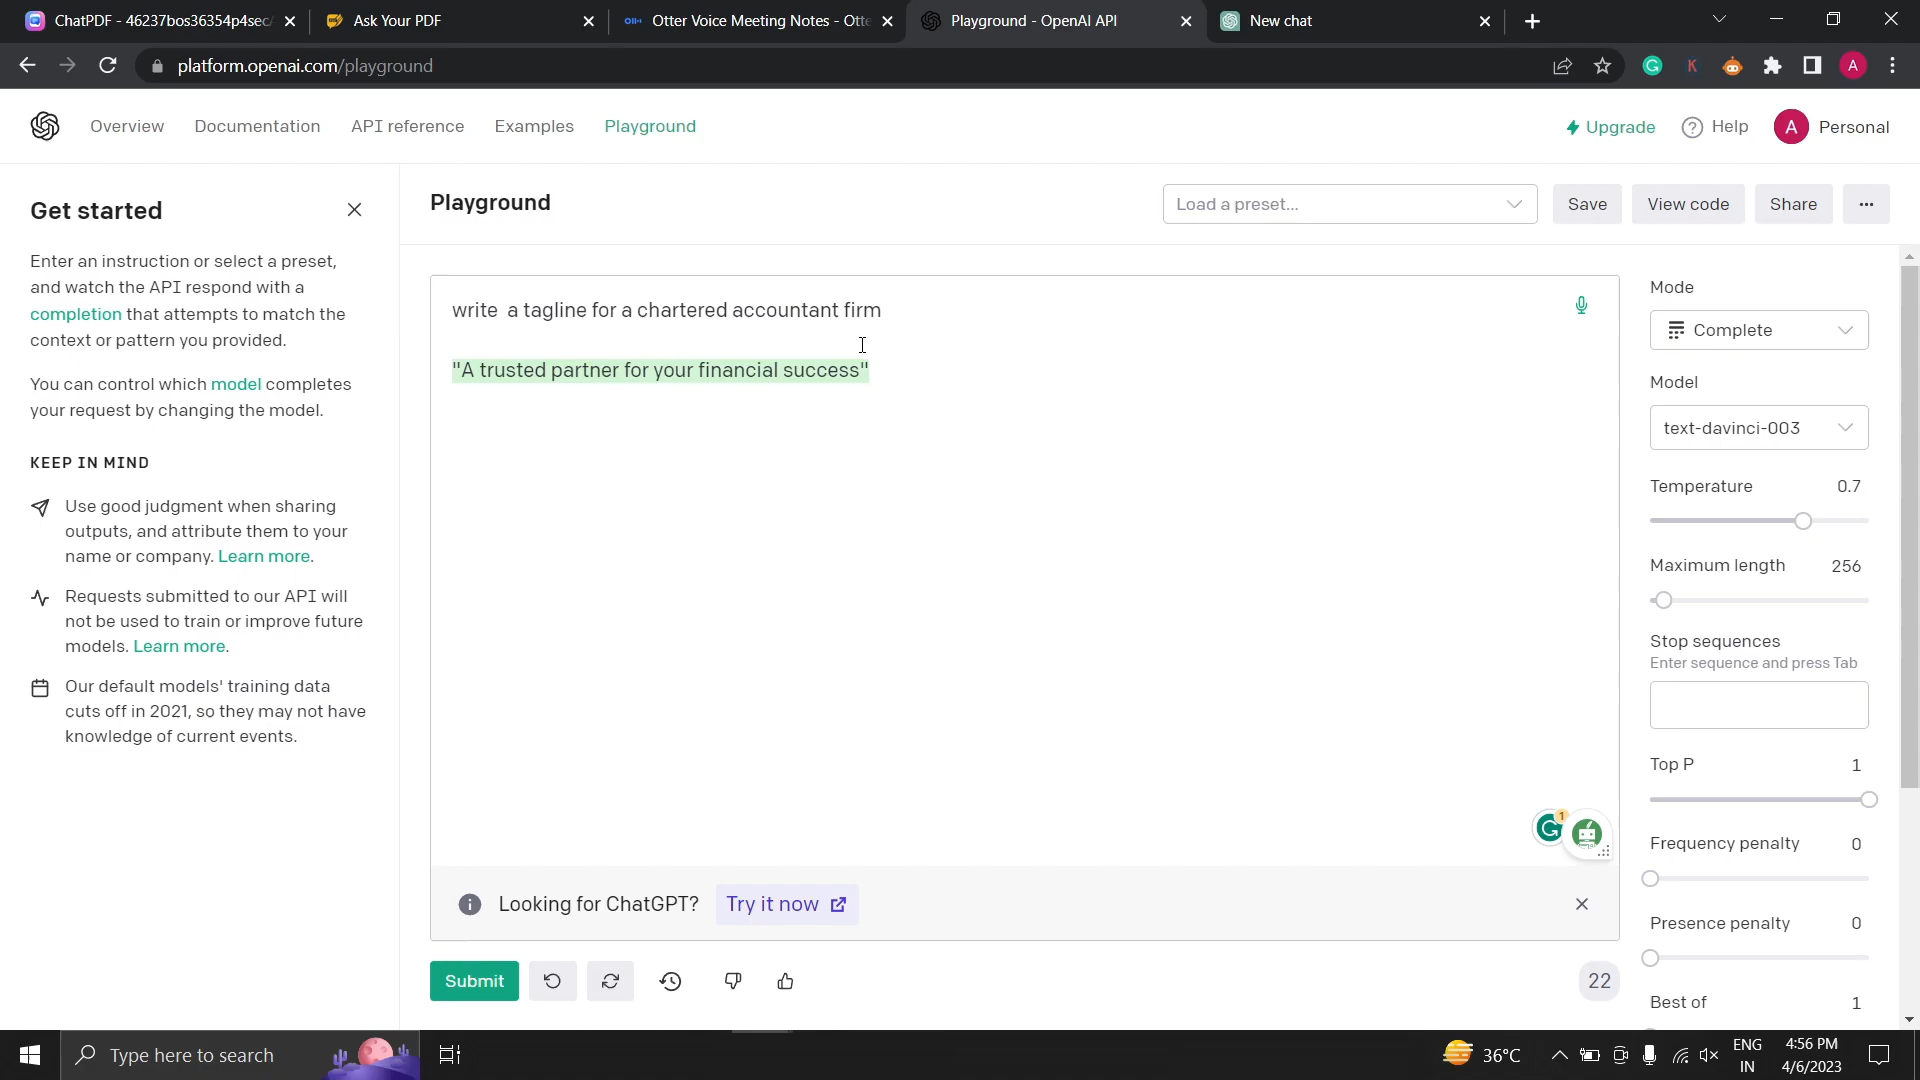 ChatPDF - 46237bos36354p4sec
Ask Your PDF
Otter Voice Meeting Notes - Otte
Playground - OpenAI API
New chat
platform.openai.com/playground
K
A
Overview
Documentation
API reference
Examples
Playground
Upgrade
Help
A
Personal
Get started
Enter an instruction or select a preset,
and watch the API respond with a
completion that attempts to match the
context or pattern you provided.
You can control which model completes
your request by changing the model.
KEEP IN MIND
Use good judgment when sharing
outputs, and attribute them to your
name or company. Learn more.
Requests submitted to our API will
not be used to train or improve future
models. Learn more.
Our default models' training data
cuts off in 2021, so they may not have
knowledge of current events.
Playground
Load a preset...
Save
View code
Share
write  a tagline for a chartered accountant firm
"A trusted partner for your financial success"
1
Looking for ChatGPT?
Try it now
Submit
22
Mode
Complete
Model
text-davinci-003
Temperature 0.7
Maximum length 256
Stop sequences
Enter sequence and press Tab
Top P 1
Frequency penalty 0
Presence penalty 0
Best of 1
Type here to search
36°C
ENG
IN
4:56 PM
4/6/2023